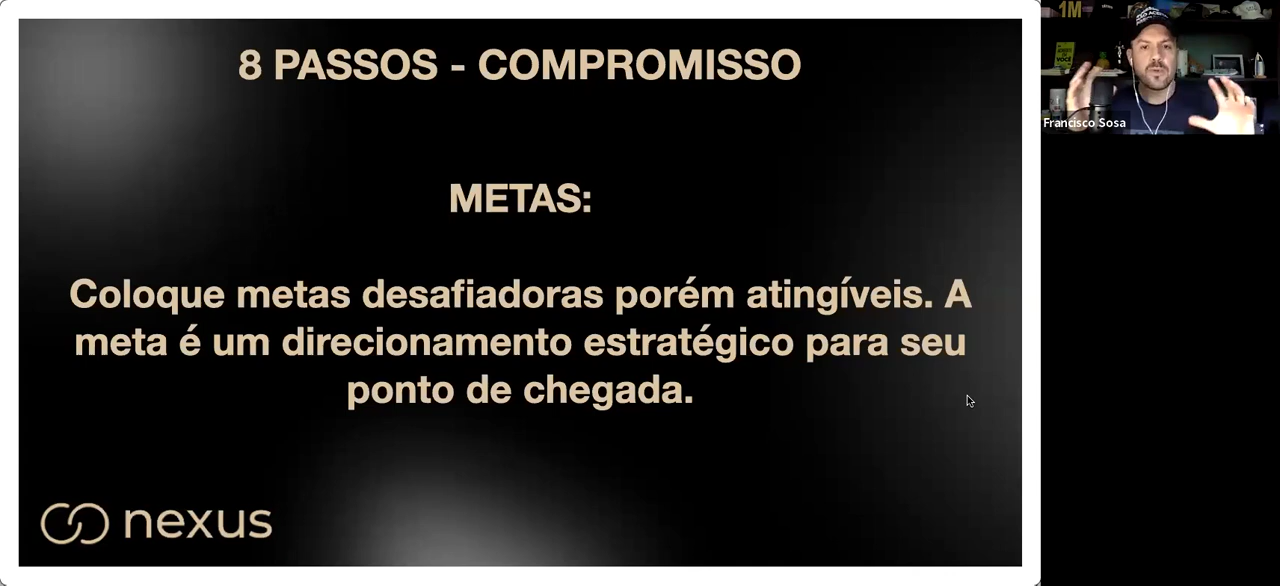 8 PASSOS - COMPROMISSO
METAS:
Coloque metas desafiadoras porém atingíveis. A
meta é um direcionamento estratégico para seu
ponto de chegada.
nexus
1M
Francisco Sosa